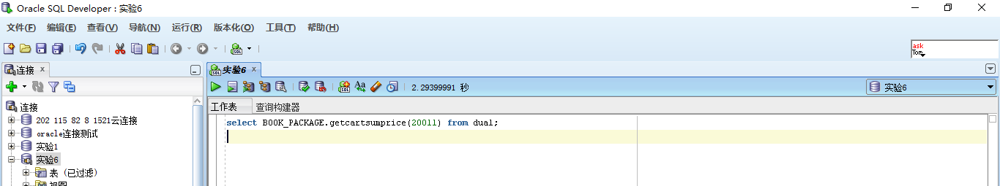 Oracle SQL Developer : 实验6
文件(F) 编辑(E) 查看(V) 导航(N) 运行(R) 版本化(O) 工具(T) 帮助(H)
SQL
ask
Tom
连接 x
SQL 实验6 x
SQL Aa 2.29399991 秒 实验6
工作表 查询构建器
连接
202 115 82 8 1521云连接
oracle连接测试
实验1
实验6
表 (已过滤)
视图
select BOOK_PACKAGE.getcartsumprice(20011) from dual;